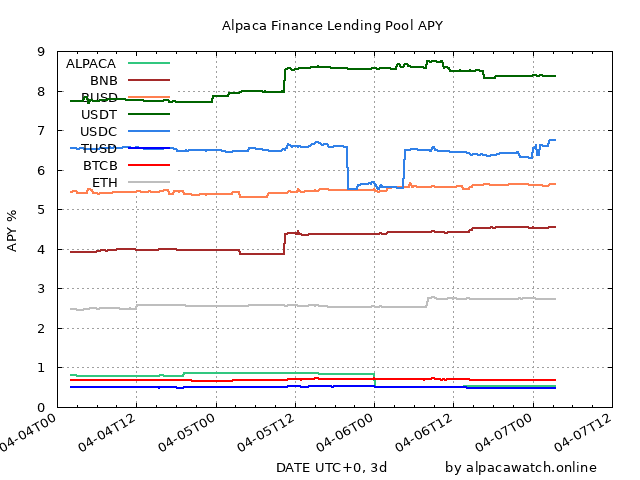 Alpaca Finance Lending Pool APY
9
8
7
6
5
4
3
2
1
0
APY %
ALPACA
BNB
BUSD
USDT
USDC
TUSD
BTCB
ETH
04-04T00
04-04T12
04-05T00
04-05T12
04-06T00
04-06T12
04-07T00
04-07T12
DATE UTC+0, 3d
by alpacawatch.online